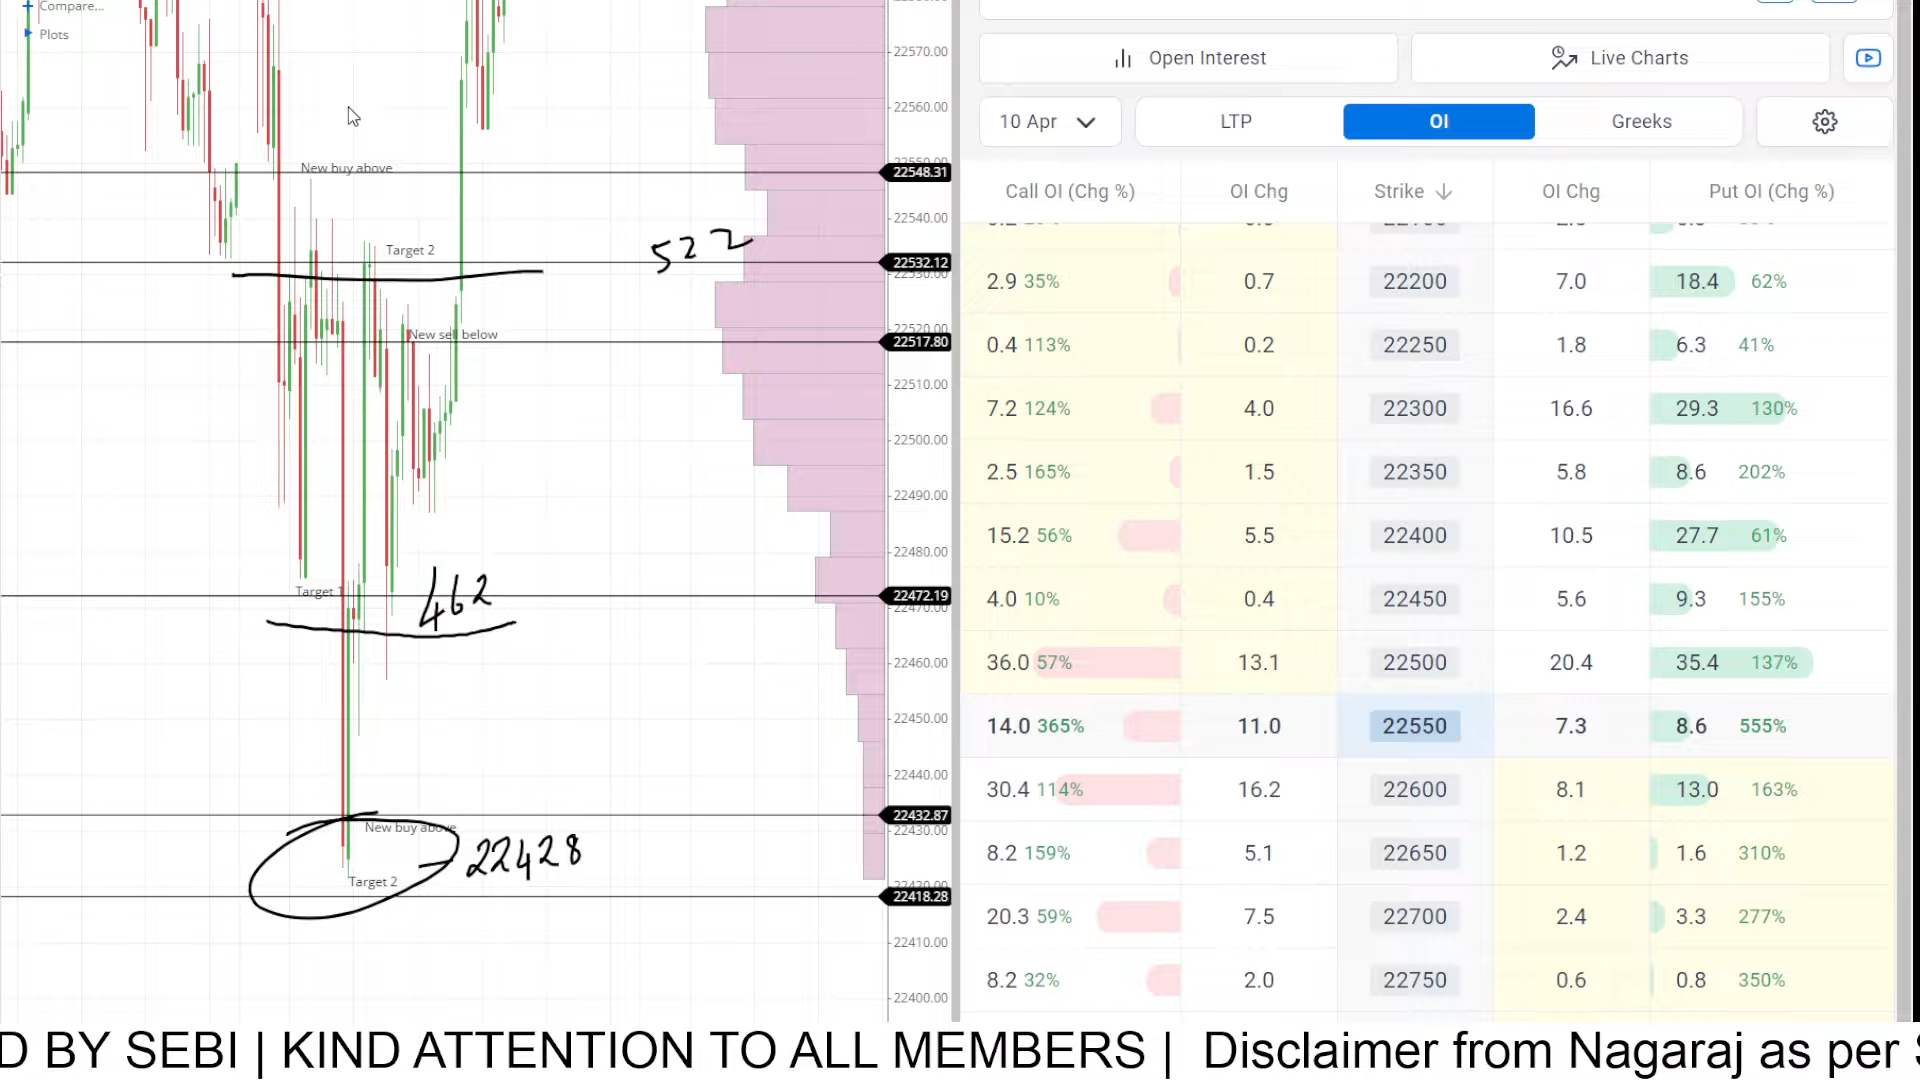 Compare...
Plots
22570.00
22560.00
New buy above
22548.31
22540.00
522
Target 2
22532.12
22530.00
22520.00
New sell below
22517.80
22510.00
22500.00
22490.00
22480.00
Target 1
22472.19
22470.00
462
22460.00
22450.00
22440.00
22432.87
New buy above
22430.00
22428
Target 2
22418.28
22410.00
22400.00
Open Interest
Live Charts
10 Apr
LTP
OI
Greeks
Call OI (Chg %) OI Chg Strike OI Chg Put OI (Chg %)
2.9 35% 0.7 22200 7.0 18.4 62%
0.4 113% 0.2 22250 1.8 6.3 41%
7.2 124% 4.0 22300 16.6 29.3 130%
2.5 165% 1.5 22350 5.8 8.6 202%
15.2 56% 5.5 22400 10.5 27.7 61%
4.0 10% 0.4 22450 5.6 9.3 155%
36.0 57% 13.1 22500 20.4 35.4 137%
14.0 365% 11.0 22550 7.3 8.6 555%
30.4 114% 16.2 22600 8.1 13.0 163%
8.2 159% 5.1 22650 1.2 1.6 310%
20.3 59% 7.5 22700 2.4 3.3 277%
8.2 32% 2.0 22750 0.6 0.8 350%
D BY SEBI | KIND ATTENTION TO ALL MEMBERS | Disclaimer from Nagaraj as per